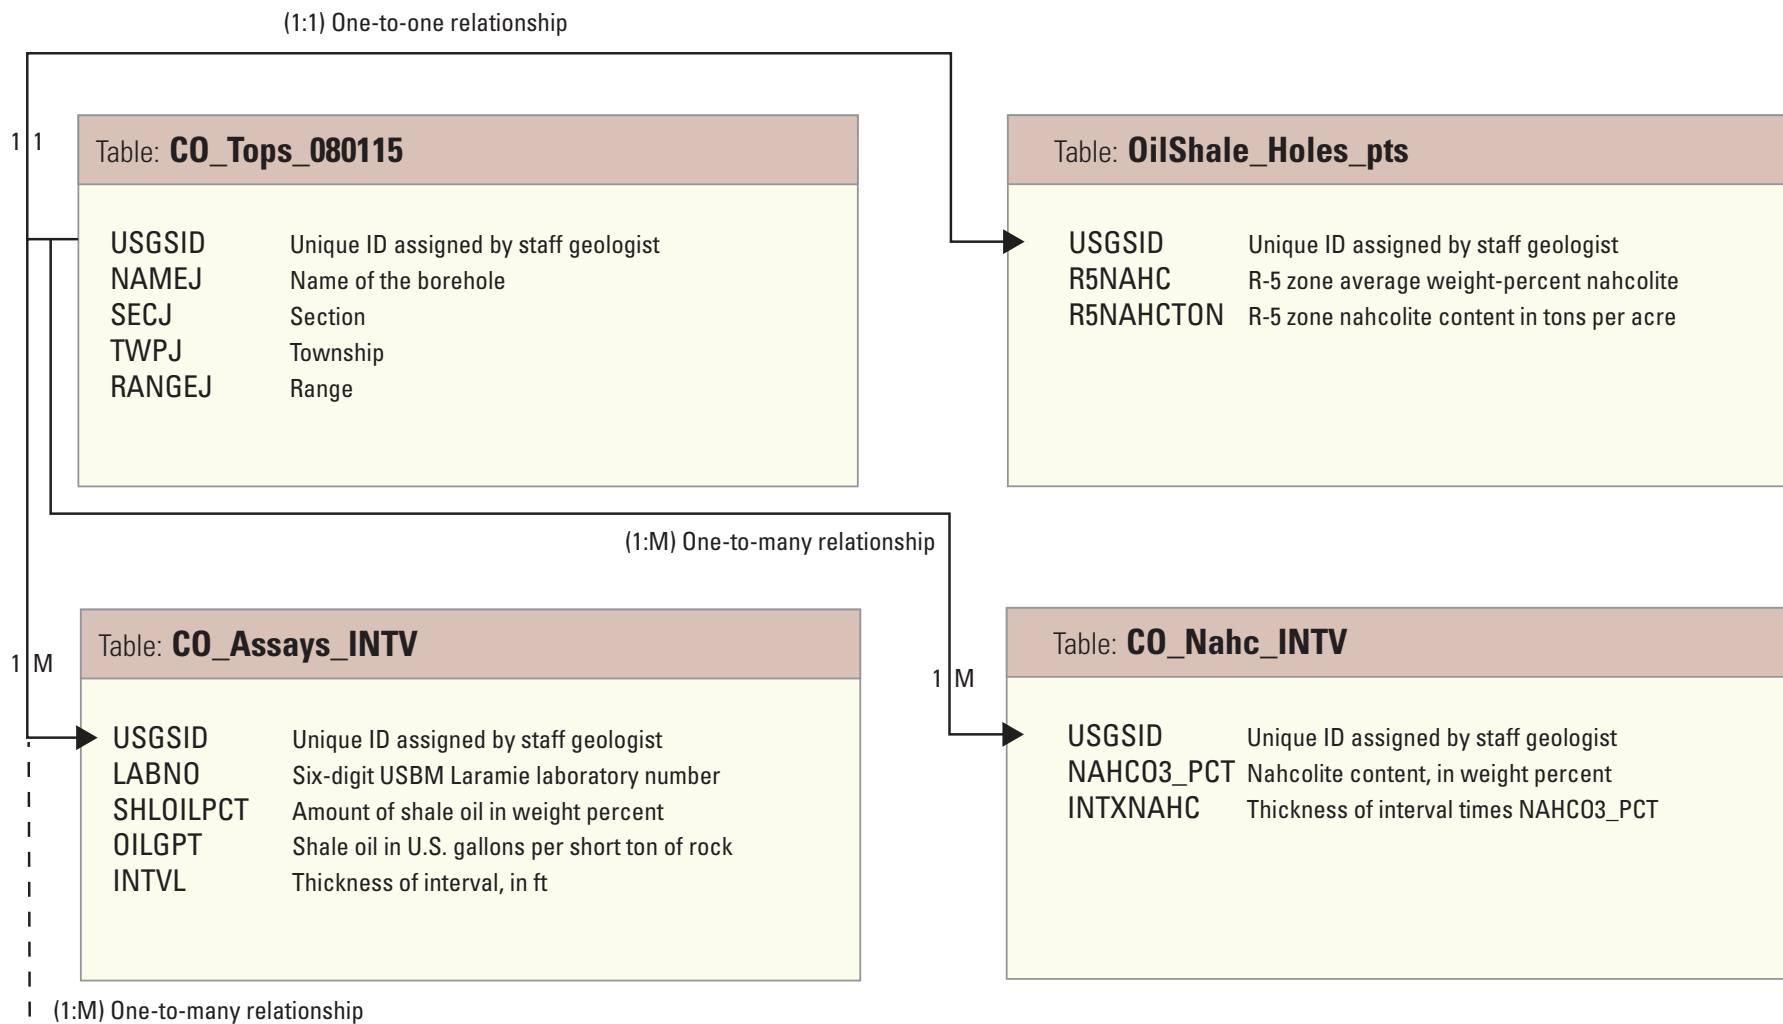 (1:1) One-to-one relationship
1 1
Table: CO_Tops_080115
USGSID Unique ID assigned by staff geologist
NAMEJ Name of the borehole
SECJ Section
TWPJ Township
RANGEJ Range
Table: OilShale_Holes_pts
USGSID Unique ID assigned by staff geologist
R5NAHC R-5 zone average weight-percent nahcolite
R5NAHCTON R-5 zone nahcolite content in tons per acre
(1:M) One-to-many relationship
1 M
Table: CO_Assays_INTV
USGSID Unique ID assigned by staff geologist
LABNO Six-digit USBM Laramie laboratory number
SHLOILPCT Amount of shale oil in weight percent
OILGPT Shale oil in U.S. gallons per short ton of rock
INTVL Thickness of interval, in ft
1 M
Table: CO_Nahc_INTV
USGSID Unique ID assigned by staff geologist
NAHCO3_PCT Nahcolite content, in weight percent
INTXNAHC Thickness of interval times NAHCO3_PCT
(1:M) One-to-many relationship